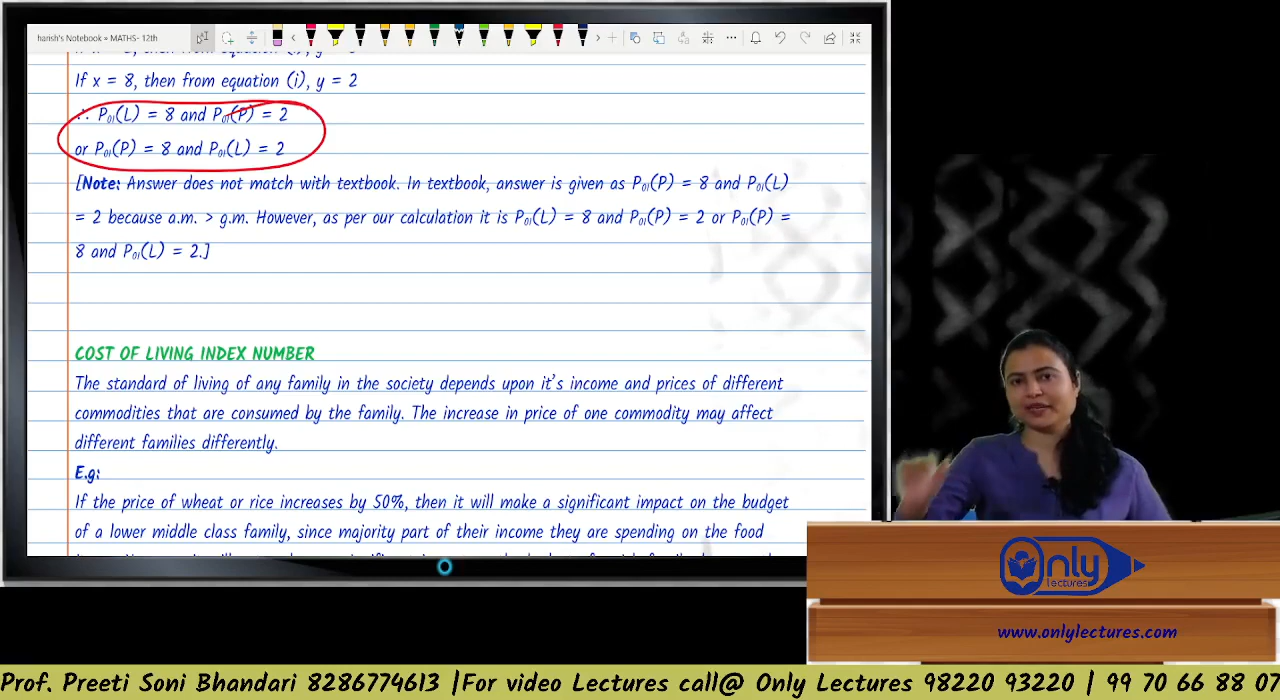 harish's Notebook » MATHS- 12th
If x = 8, then from equation (i), y = 2
∴ P₀₁(L) = 8 and P₀₁(P) = 2
or P₀₁(P) = 8 and P₀₁(L) = 2
[Note: Answer does not match with textbook. In textbook, answer is given as P₀₁(P) = 8 and P₀₁(L)
= 2 because a.m. > g.m. However, as per our calculation it is P₀₁(L) = 8 and P₀₁(P) = 2 or P₀₁(P) =
8 and P₀₁(L) = 2.]
COST OF LIVING INDEX NUMBER
The standard of living of any family in the society depends upon it's income and prices of different
commodities that are consumed by the family. The increase in price of one commodity may affect
different families differently.
E.g:
If the price of wheat or rice increases by 50%, then it will make a significant impact on the budget
of a lower middle class family, since majority part of their income they are spending on the food
Only
lectures
www.onlylectures.com
Prof. Preeti Soni Bhandari 8286774613 |For video Lectures call@ Only Lectures 98220 93220 | 99 70 66 88 07